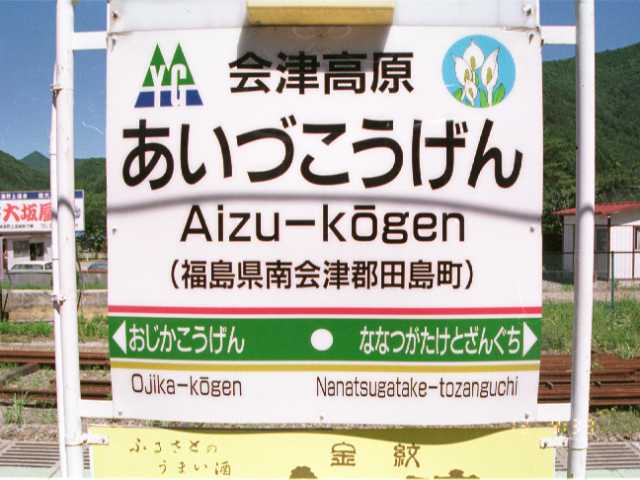 YG
会津高原
あいづこうげん
Aizu-kōgen
(福島県南会津郡田島町)
おじかこうげん
ななつがたけとざんぐち
Ojika-kōgen
Nanatsugatake-tozanguchi
大坂屋
ふるさとの
うまい酒
金紋